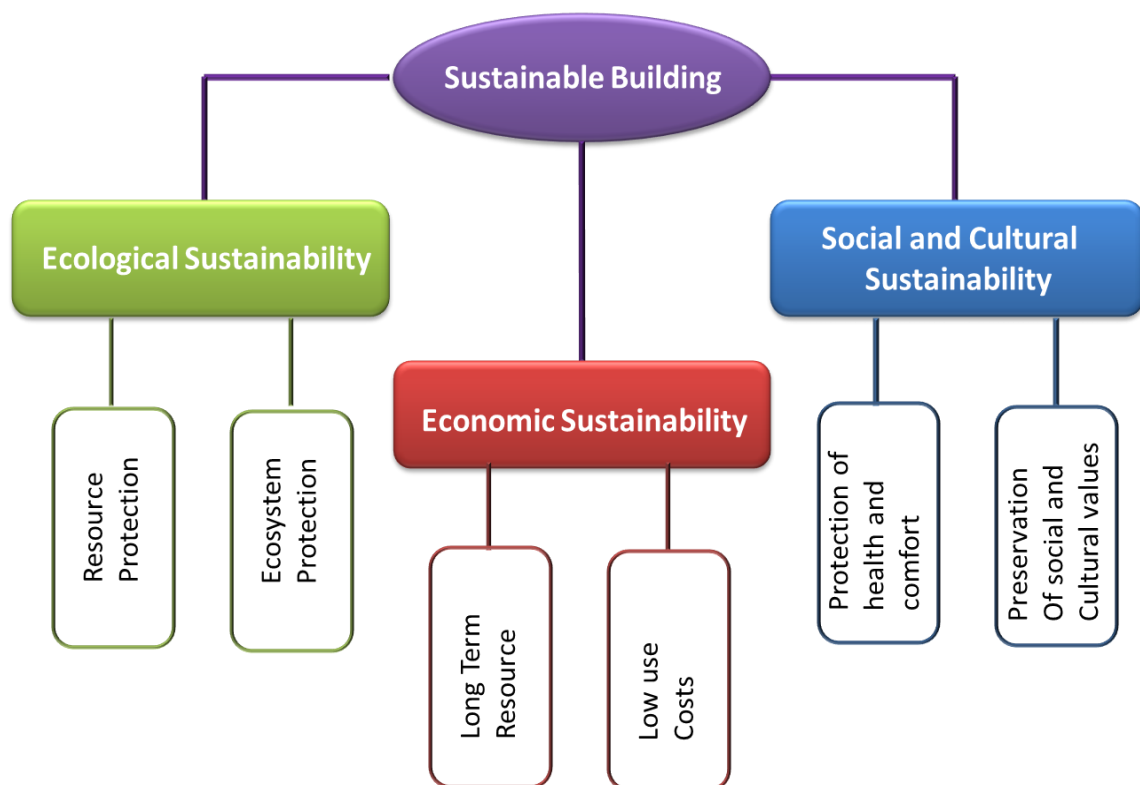 Sustainable Building
Ecological Sustainability
Social and Cultural
Sustainability
Economic Sustainability
Resource
Protection
Ecosystem
Protection
Long Term
Resource
Low use
Costs
Protection of
health and
comfort
Preservation
Of social and
Cultural values